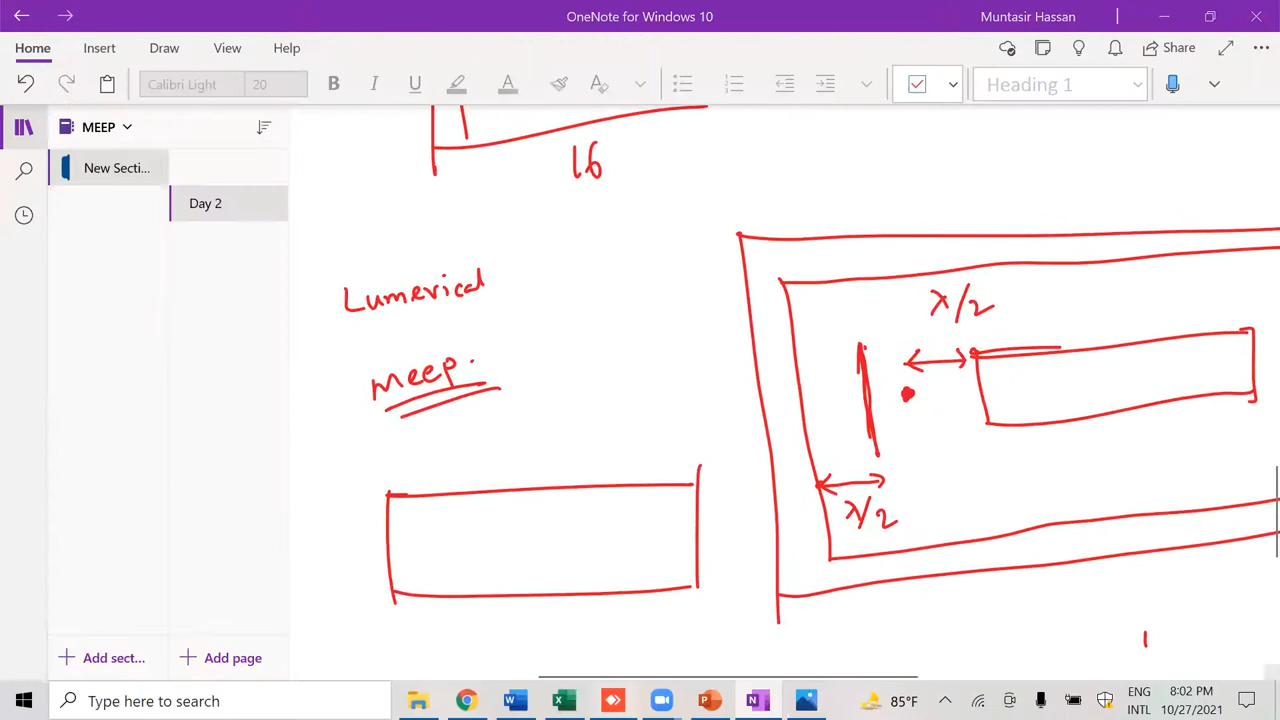 OneNote for Windows 10
Muntasir Hassan
Home Insert Draw View Help
Share
Calibri Light 20 B I U A A Heading 1
MEEP
New Secti...
Day 2
16
Lumerical
Meep.
λ/2
λ/2
Add sect... Add page
Type here to search
W X N
85°F
ENG
INTL
8:02 PM
10/27/2021